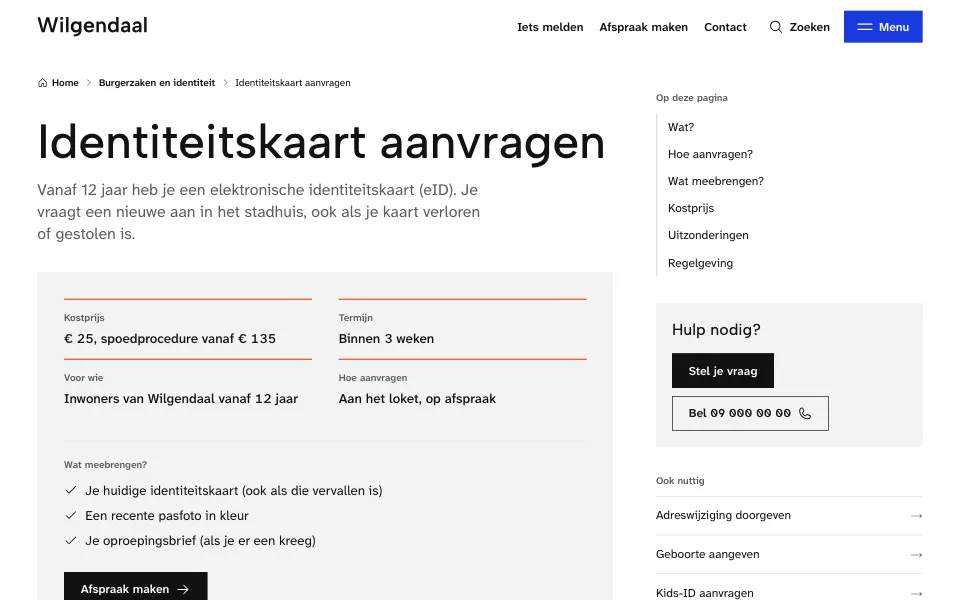 Wilgendaal
Iets melden
Afspraak maken
Contact
Zoeken
Menu
Home
Burgerzaken en identiteit
Identiteitskaart aanvragen
Identiteitskaart aanvragen
Vanaf 12 jaar heb je een elektronische identiteitskaart (eID). Je
vraagt een nieuwe aan in het stadhuis, ook als je kaart verloren
of gestolen is.
Kostprijs
€ 25, spoedprocedure vanaf € 135
Termijn
Binnen 3 weken
Voor wie
Inwoners van Wilgendaal vanaf 12 jaar
Hoe aanvragen
Aan het loket, op afspraak
Wat meebrengen?
Je huidige identiteitskaart (ook als die vervallen is)
Een recente pasfoto in kleur
Je oproepingsbrief (als je er een kreeg)
Afspraak maken
Op deze pagina
Wat?
Hoe aanvragen?
Wat meebrengen?
Kostprijs
Uitzonderingen
Regelgeving
Hulp nodig?
Stel je vraag
Bel 09 000 00 00
Ook nuttig
Adreswijziging doorgeven
Geboorte aangeven
Kids-ID aanvragen